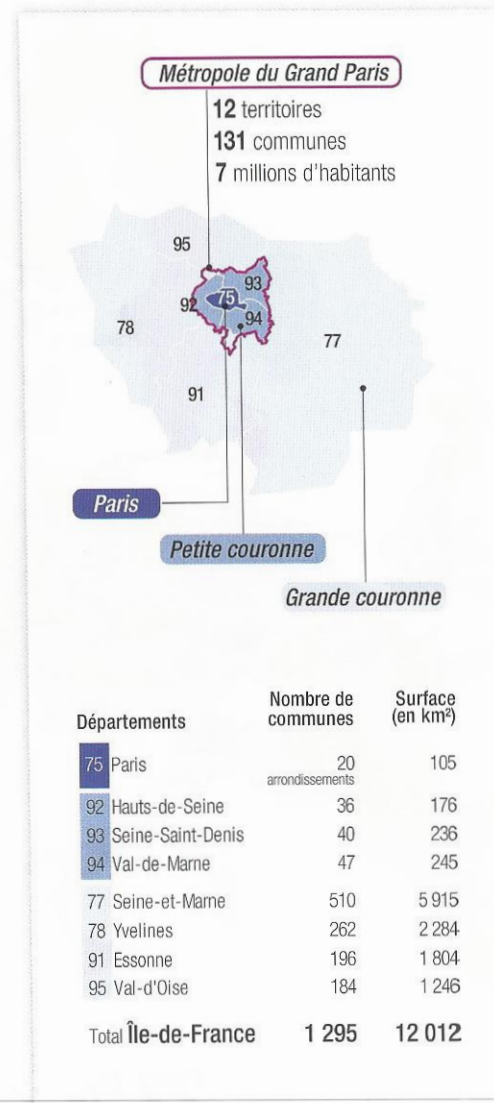 Métropole du Grand Paris
12 territoires
131 communes
7 millions d'habitants
95
93
92
75
94
78
77
91
Paris
Petite couronne
Grande couronne
Départements Nombre de communes Surface (en km²)
75 Paris 20 arrondissements 105
92 Hauts-de-Seine 36 176
93 Seine-Saint-Denis 40 236
94 Val-de-Marne 47 245
77 Seine-et-Marne 510 5 915
78 Yvelines 262 2 284
91 Essonne 196 1 804
95 Val-d'Oise 184 1 246
Total Île-de-France 1 295 12 012